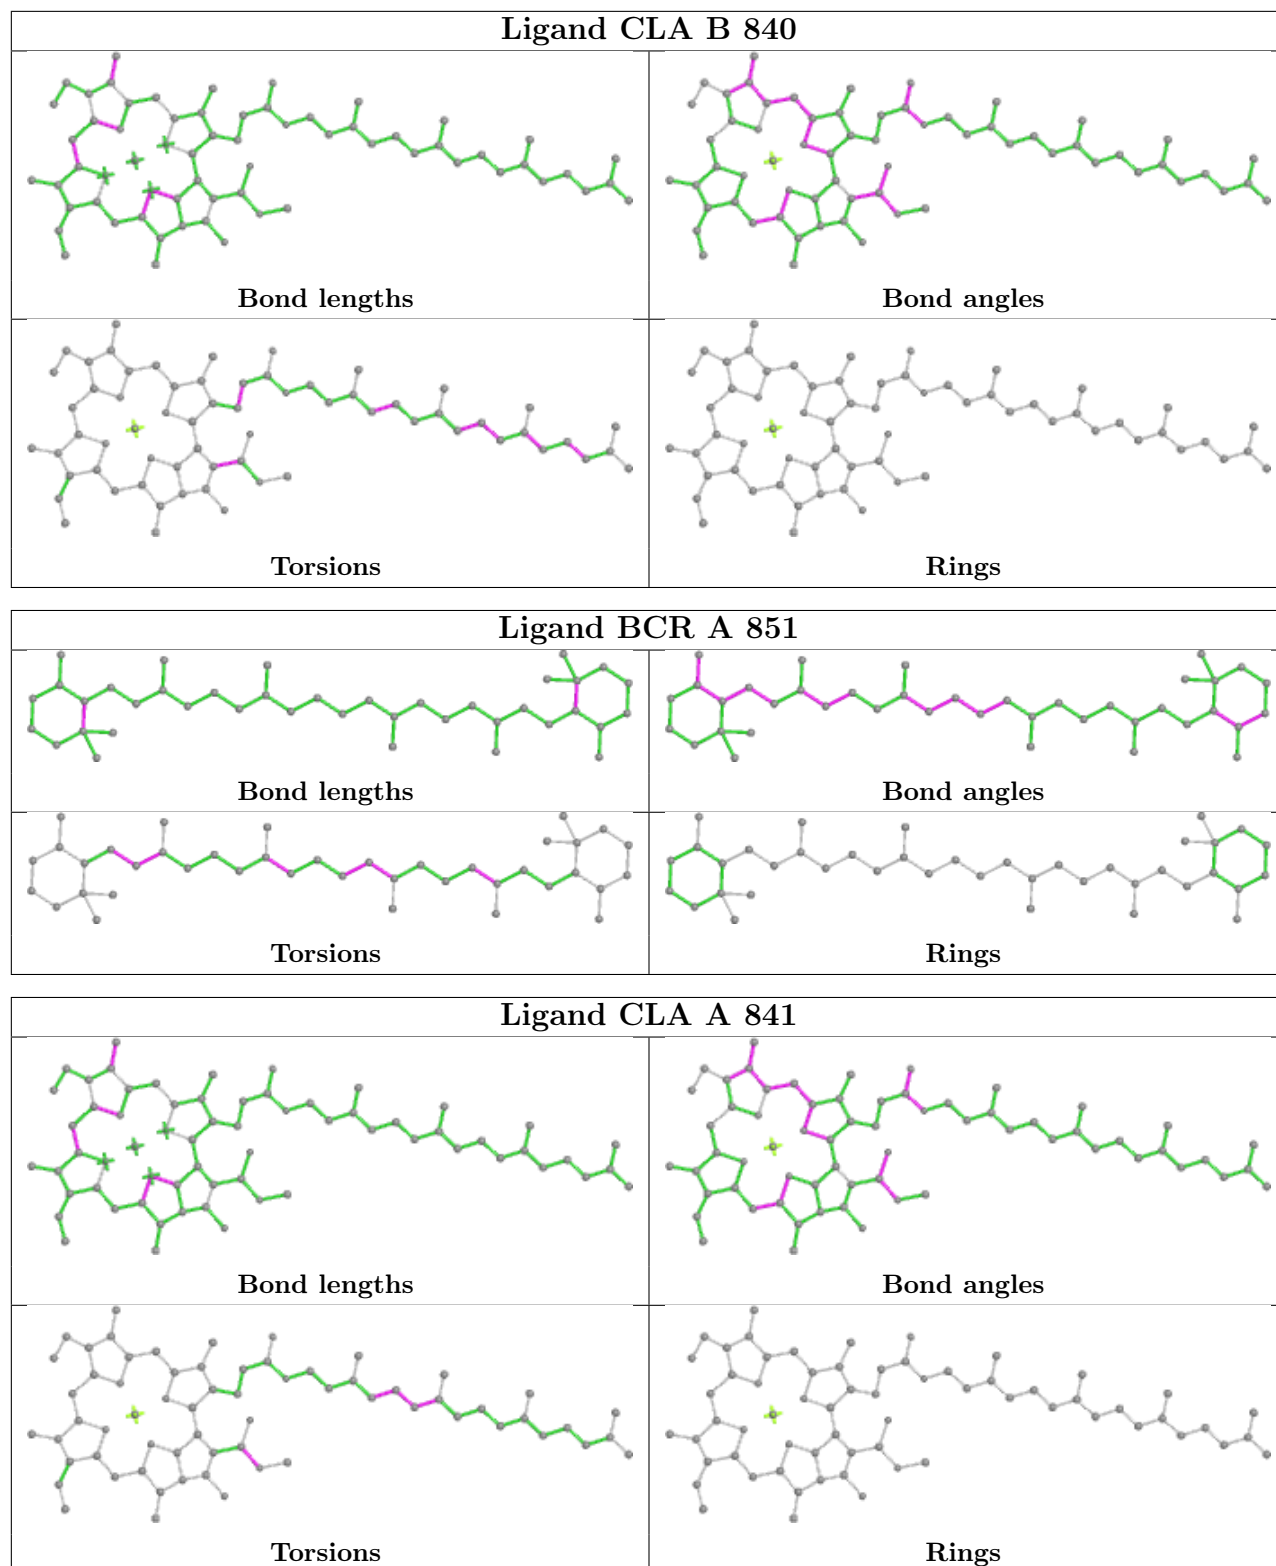 Ligand CLA B 840
Bond lengths
Bond angles
Torsions
Rings
Ligand BCR A 851
Bond lengths
Bond angles
Torsions
Rings
Ligand CLA A 841
Bond lengths
Bond angles
Torsions
Rings